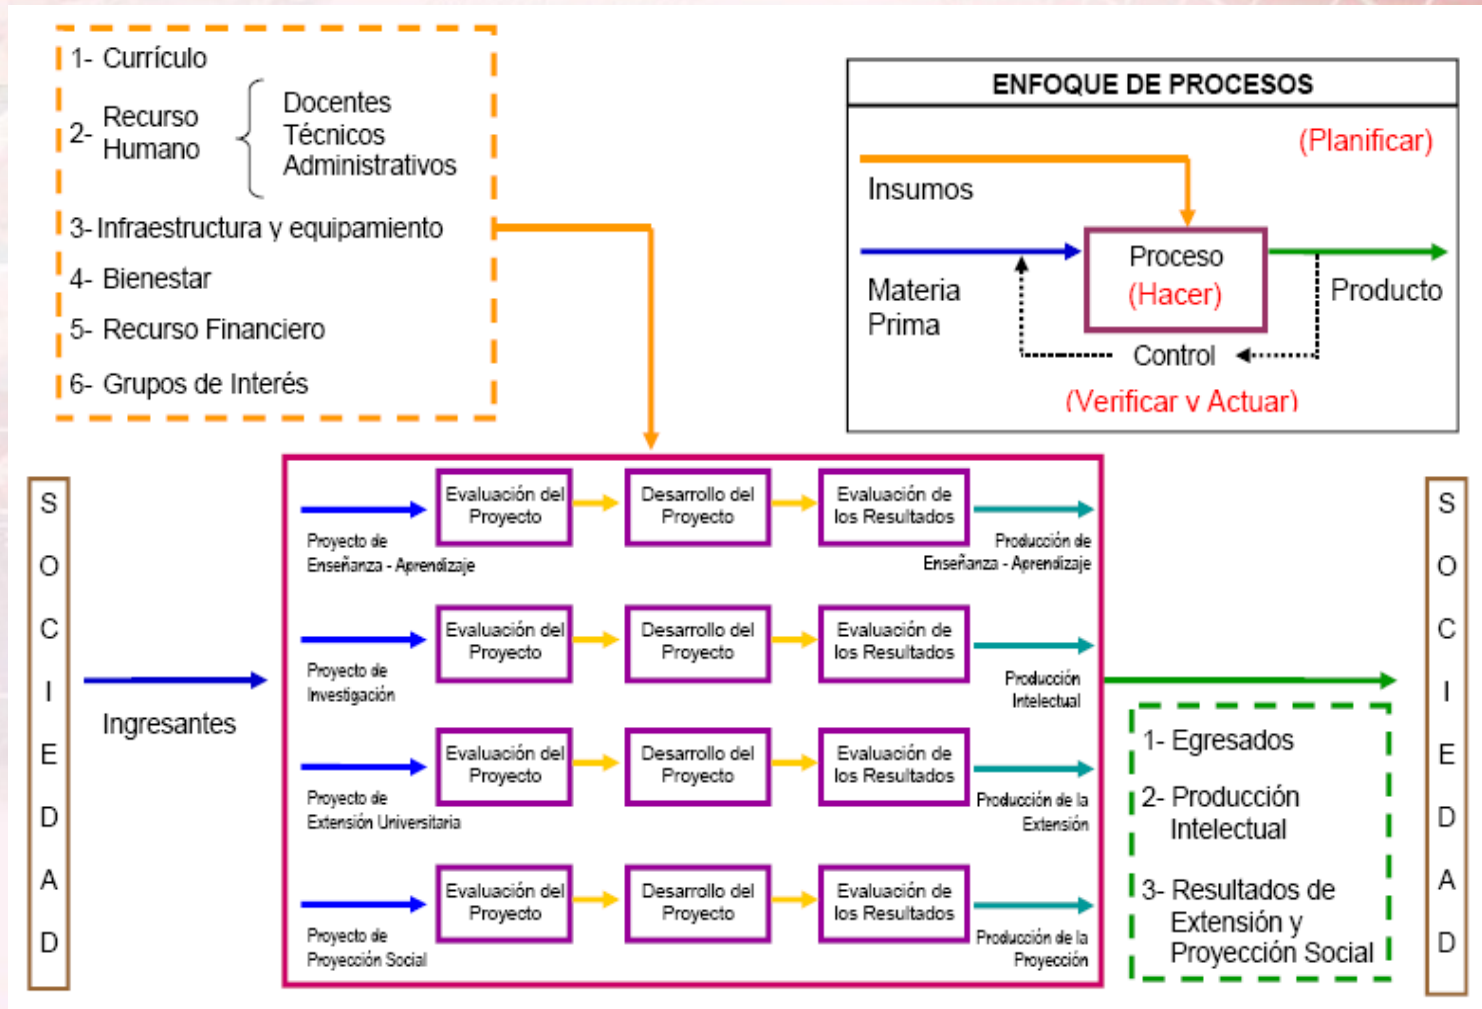 1- Currículo
2- Recurso
Humano
Docentes
Técnicos
Administrativos
3- Infraestructura y equipamiento
4- Bienestar
5- Recurso Financiero
6- Grupos de Interés
ENFOQUE DE PROCESOS
(Planificar)
Insumos
Materia
Prima
Proceso
(Hacer)
Producto
Control
(Verificar y Actuar)
SOCIEDAD
Ingresantes
Proyecto de
Enseñanza - Aprendizaje
Evaluación del
Proyecto
Desarrollo del
Proyecto
Evaluación de
los Resultados
Producción de
Enseñanza - Aprendizaje
Proyecto de
Investigación
Evaluación del
Proyecto
Desarrollo del
Proyecto
Evaluación de
los Resultados
Producción
Intelectual
Proyecto de
Extensión Universitaria
Evaluación del
Proyecto
Desarrollo del
Proyecto
Evaluación de
los Resultados
Producción de la
Extensión
Proyecto de
Proyección Social
Evaluación del
Proyecto
Desarrollo del
Proyecto
Evaluación de
los Resultados
Producción de la
Proyección
1- Egresados
2- Producción
Intelectual
3- Resultados de
Extensión y
Proyección Social
SOCIEDAD